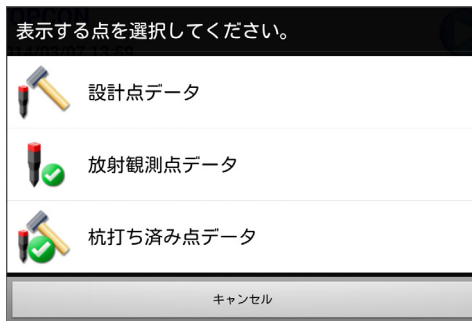 表示する点を選択してください。
設計点データ
放射観測点データ
杭打ち済み点データ
キャンセル